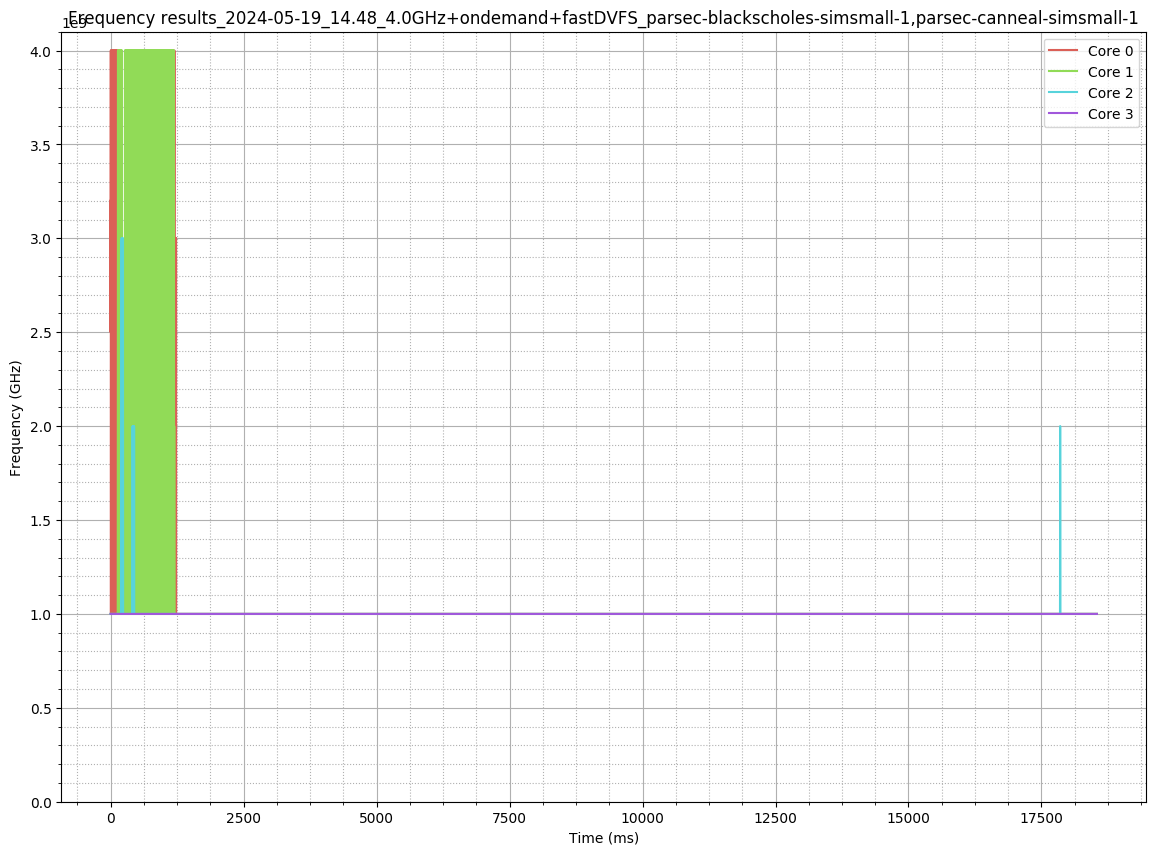 Frequency results_2024-05-19_14.48_4.0GHz+ondemand+fastDVFS_parsec-blackscholes-simsmall-1,parsec-canneal-simsmall-1
1e9
Core 0
Core 1
Core 2
Core 3
4.0
3.5
3.0
2.5
2.0
1.5
1.0
0.5
0.0
Frequency (GHz)
0 2500 5000 7500 10000 12500 15000 17500
Time (ms)